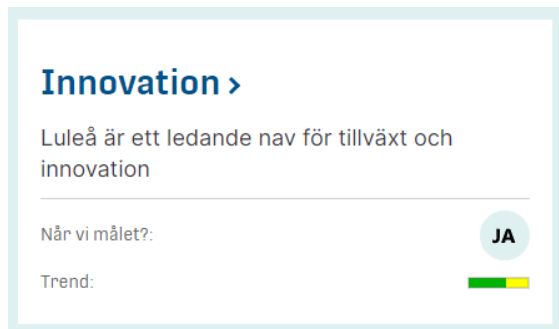 Innovation >
Luleå är ett ledande nav för tillväxt och
innovation
Når vi målet?:
JA
Trend: